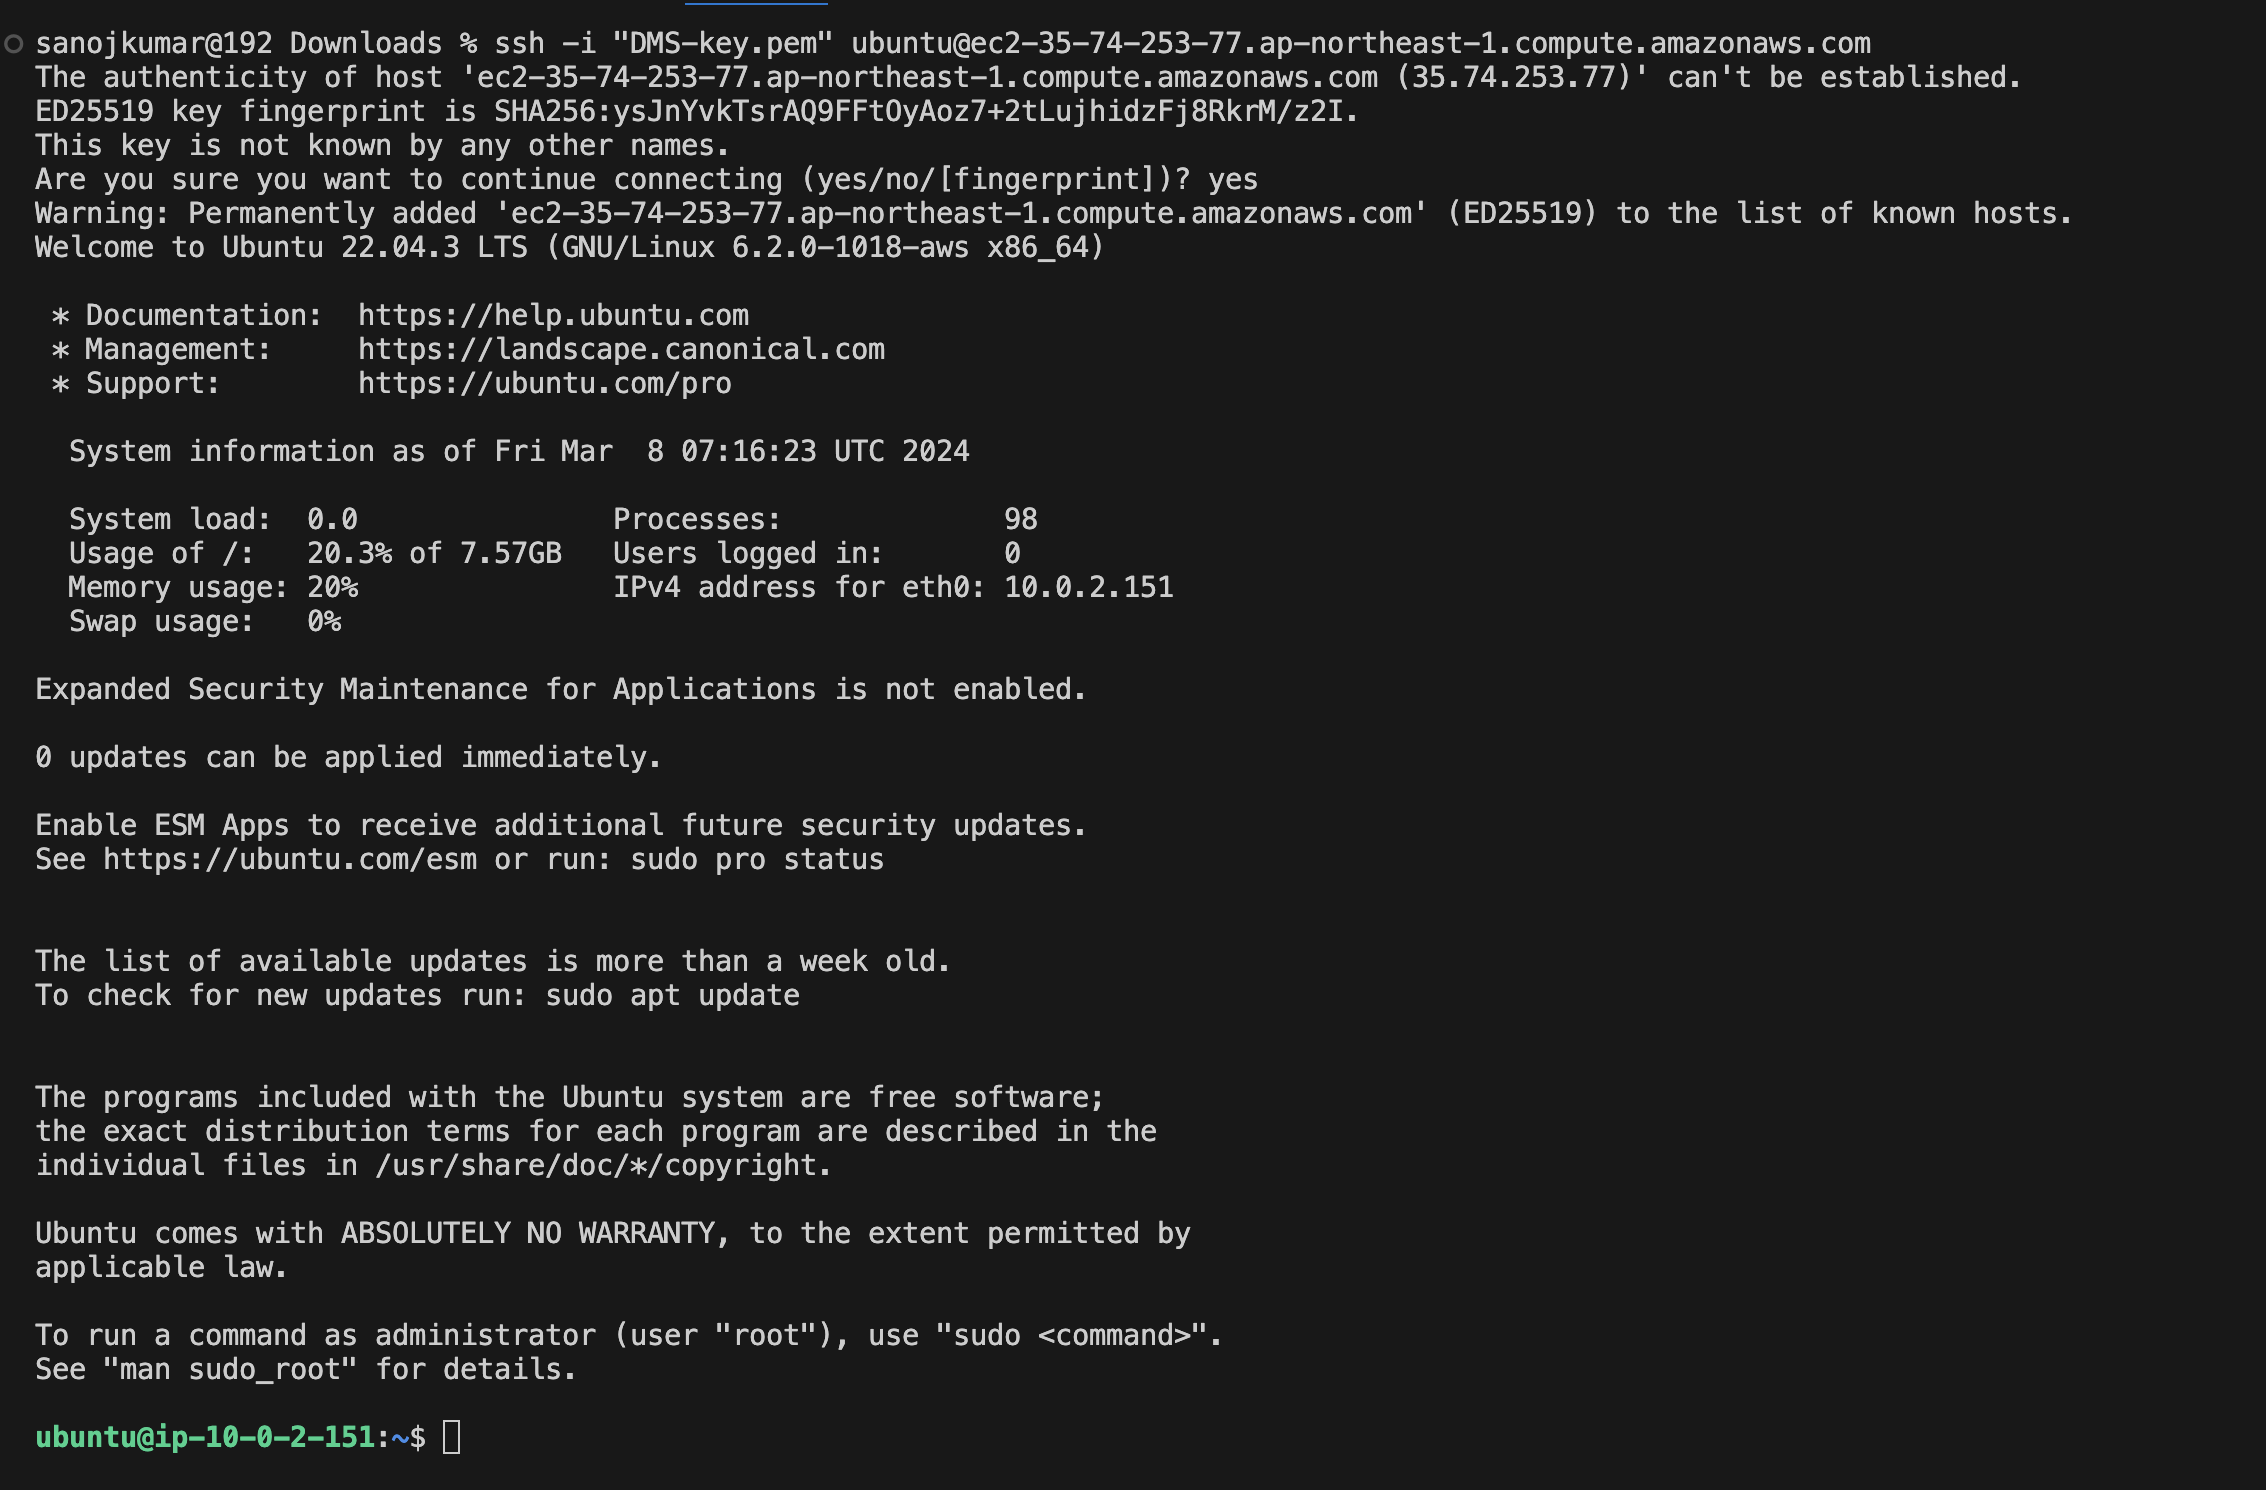 sanojkumar@192 Downloads % ssh -i "DMS-key.pem" ubuntu@ec2-35-74-253-77.ap-northeast-1.compute.amazonaws.com
The authenticity of host 'ec2-35-74-253-77.ap-northeast-1.compute.amazonaws.com (35.74.253.77)' can't be established.
ED25519 key fingerprint is SHA256:ysJnYvkTsrAQ9FFtOyAoz7+2tLujhidzFj8RkrM/z2I.
This key is not known by any other names.
Are you sure you want to continue connecting (yes/no/[fingerprint])? yes
Warning: Permanently added 'ec2-35-74-253-77.ap-northeast-1.compute.amazonaws.com' (ED25519) to the list of known hosts.
Welcome to Ubuntu 22.04.3 LTS (GNU/Linux 6.2.0-1018-aws x86_64)

 * Documentation:  https://help.ubuntu.com
 * Management:     https://landscape.canonical.com
 * Support:        https://ubuntu.com/pro

  System information as of Fri Mar  8 07:16:23 UTC 2024

  System load:  0.0               Processes:             98
  Usage of /:   20.3% of 7.57GB   Users logged in:       0
  Memory usage: 20%               IPv4 address for eth0: 10.0.2.151
  Swap usage:   0%

Expanded Security Maintenance for Applications is not enabled.

0 updates can be applied immediately.

Enable ESM Apps to receive additional future security updates.
See https://ubuntu.com/esm or run: sudo pro status


The list of available updates is more than a week old.
To check for new updates run: sudo apt update


The programs included with the Ubuntu system are free software;
the exact distribution terms for each program are described in the
individual files in /usr/share/doc/*/copyright.

Ubuntu comes with ABSOLUTELY NO WARRANTY, to the extent permitted by
applicable law.

To run a command as administrator (user "root"), use "sudo <command>".
See "man sudo_root" for details.

ubuntu@ip-10-0-2-151:~$